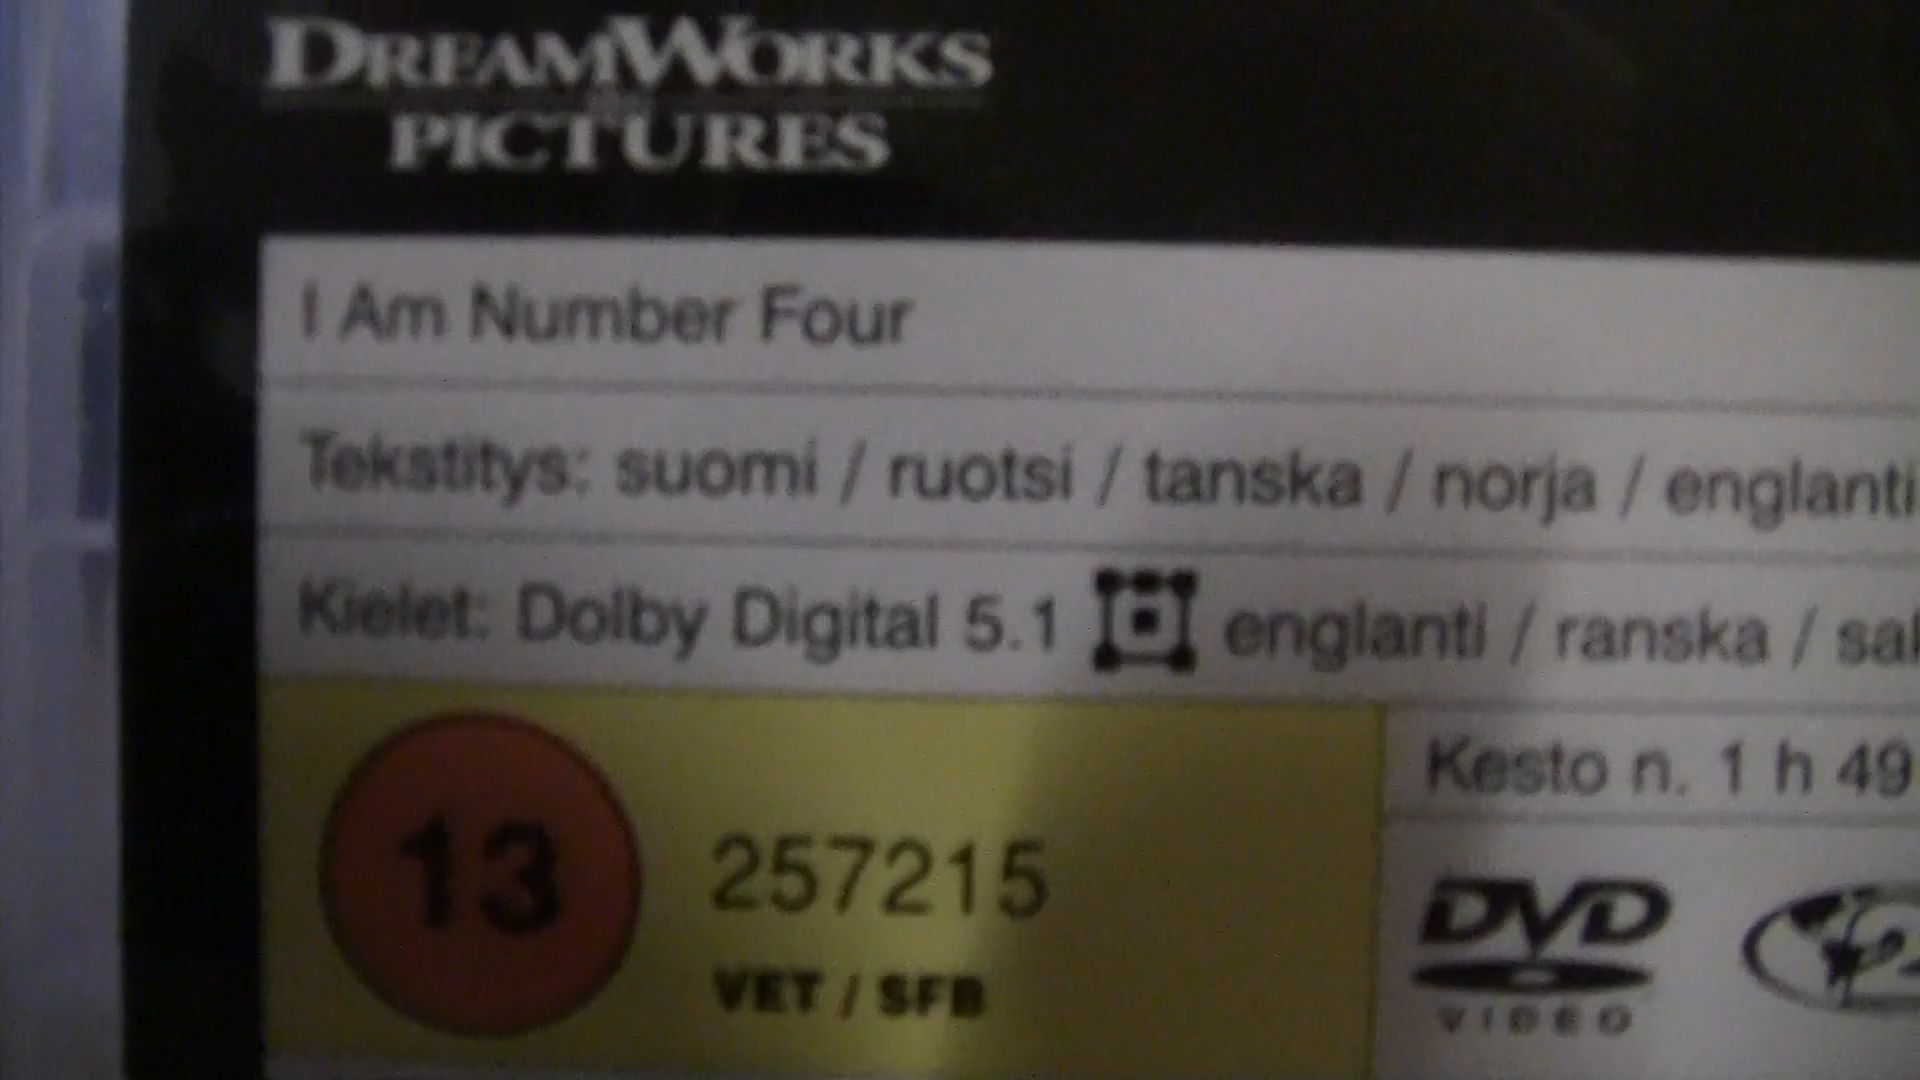 DREAMWORKS
PICTURES
I Am Number Four
Tekstitys: suomi / ruotsi / tanska / norja / englanti
Kielet: Dolby Digital 5.1 englanti / ranska /
13
257215
VET / SFB
Kesto n. 1 h 49
DVD
VIDEO
2